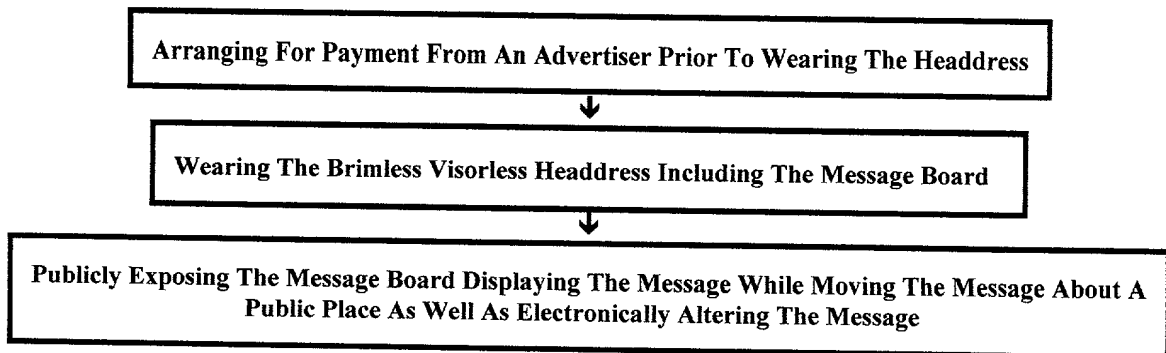 Arranging For Payment From An Advertiser Prior To Wearing The Headdress
Wearing The Brimless Visorless Headdress Including The Message Board
Publicly Exposing The Message Board Displaying The Message While Moving The Message About A
Public Place As Well As Electronically Altering The Message